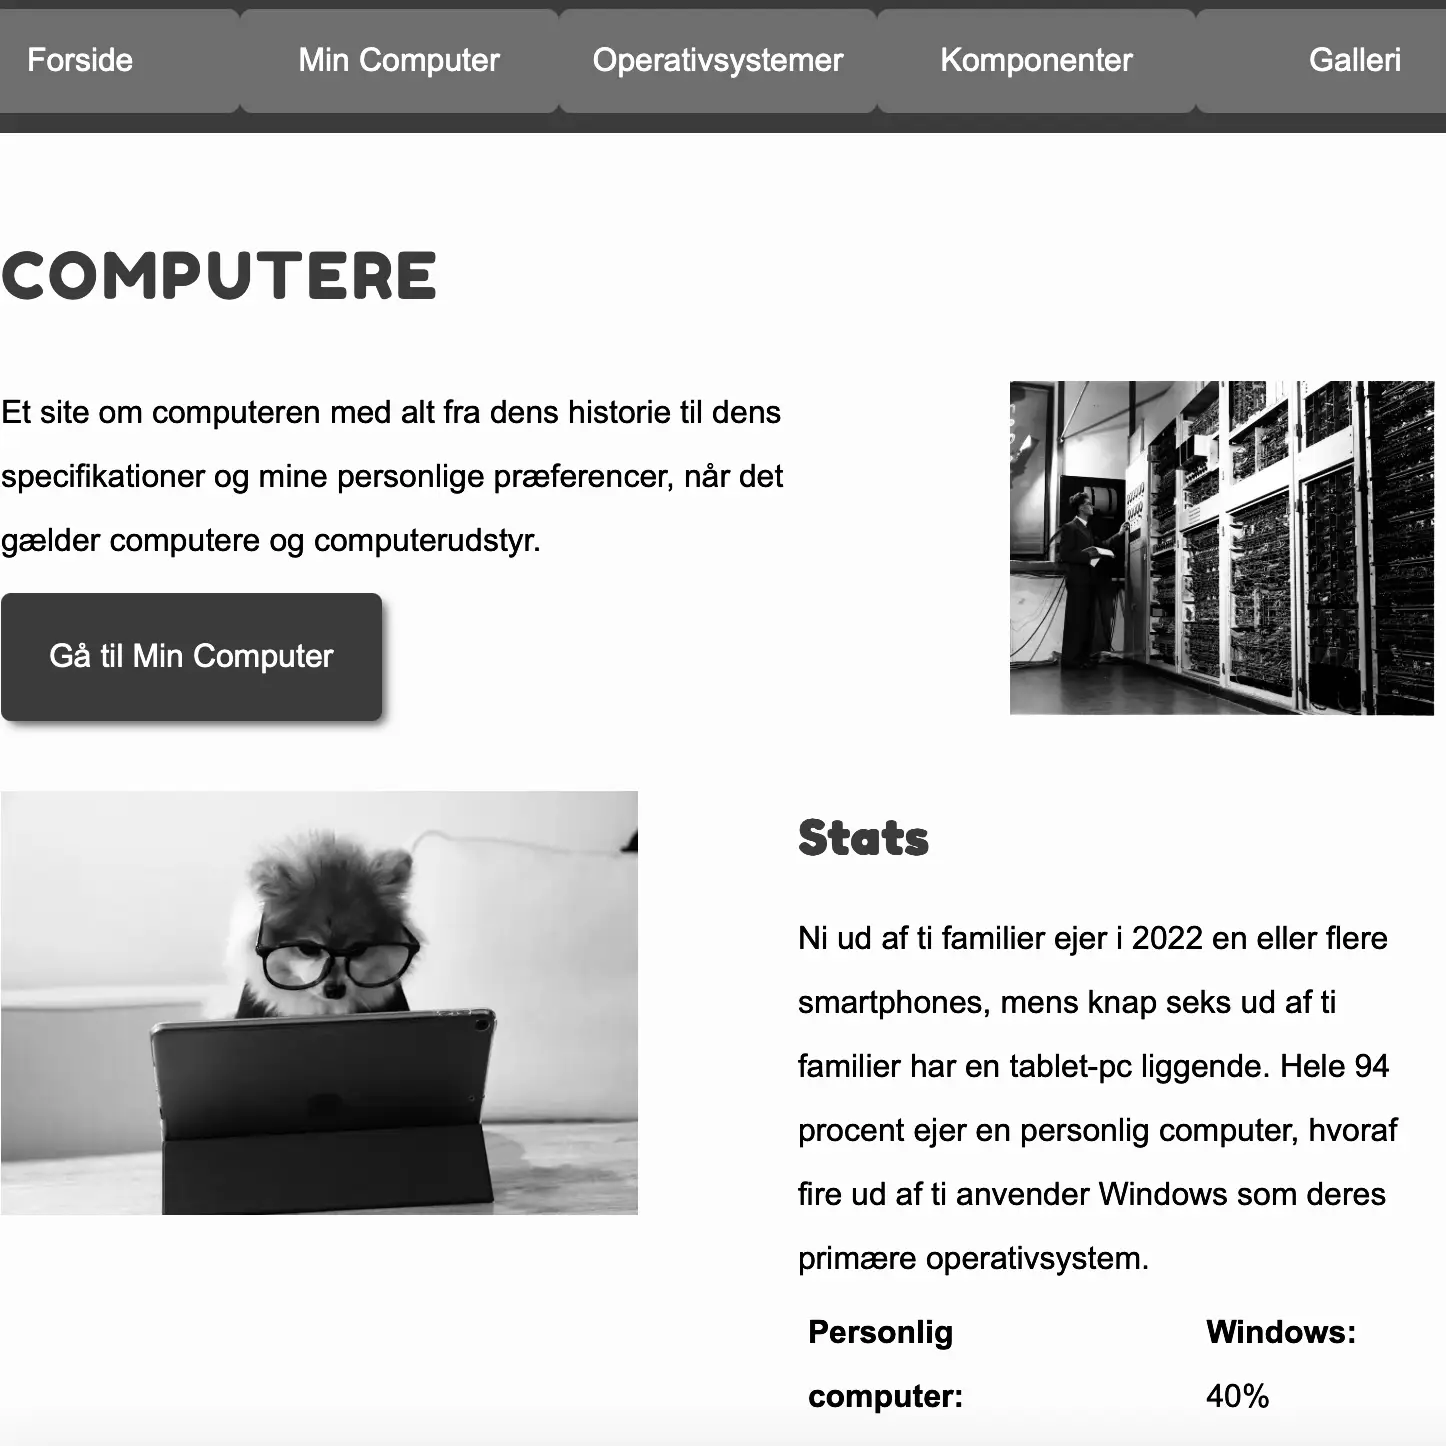 Forside Min Computer Operativsystemer Komponenter Galleri
COMPUTERE
Et site om computeren med alt fra dens historie til dens
specifikationer og mine personlige præferencer, når det
gælder computere og computerudstyr.
Gå til Min Computer
Stats
Ni ud af ti familier ejer i 2022 en eller flere
smartphones, mens knap seks ud af ti
familier har en tablet-pc liggende. Hele 94
procent ejer en personlig computer, hvoraf
fire ud af ti anvender Windows som deres
primære operativsystem.
Personlig
computer:
Windows:
40%